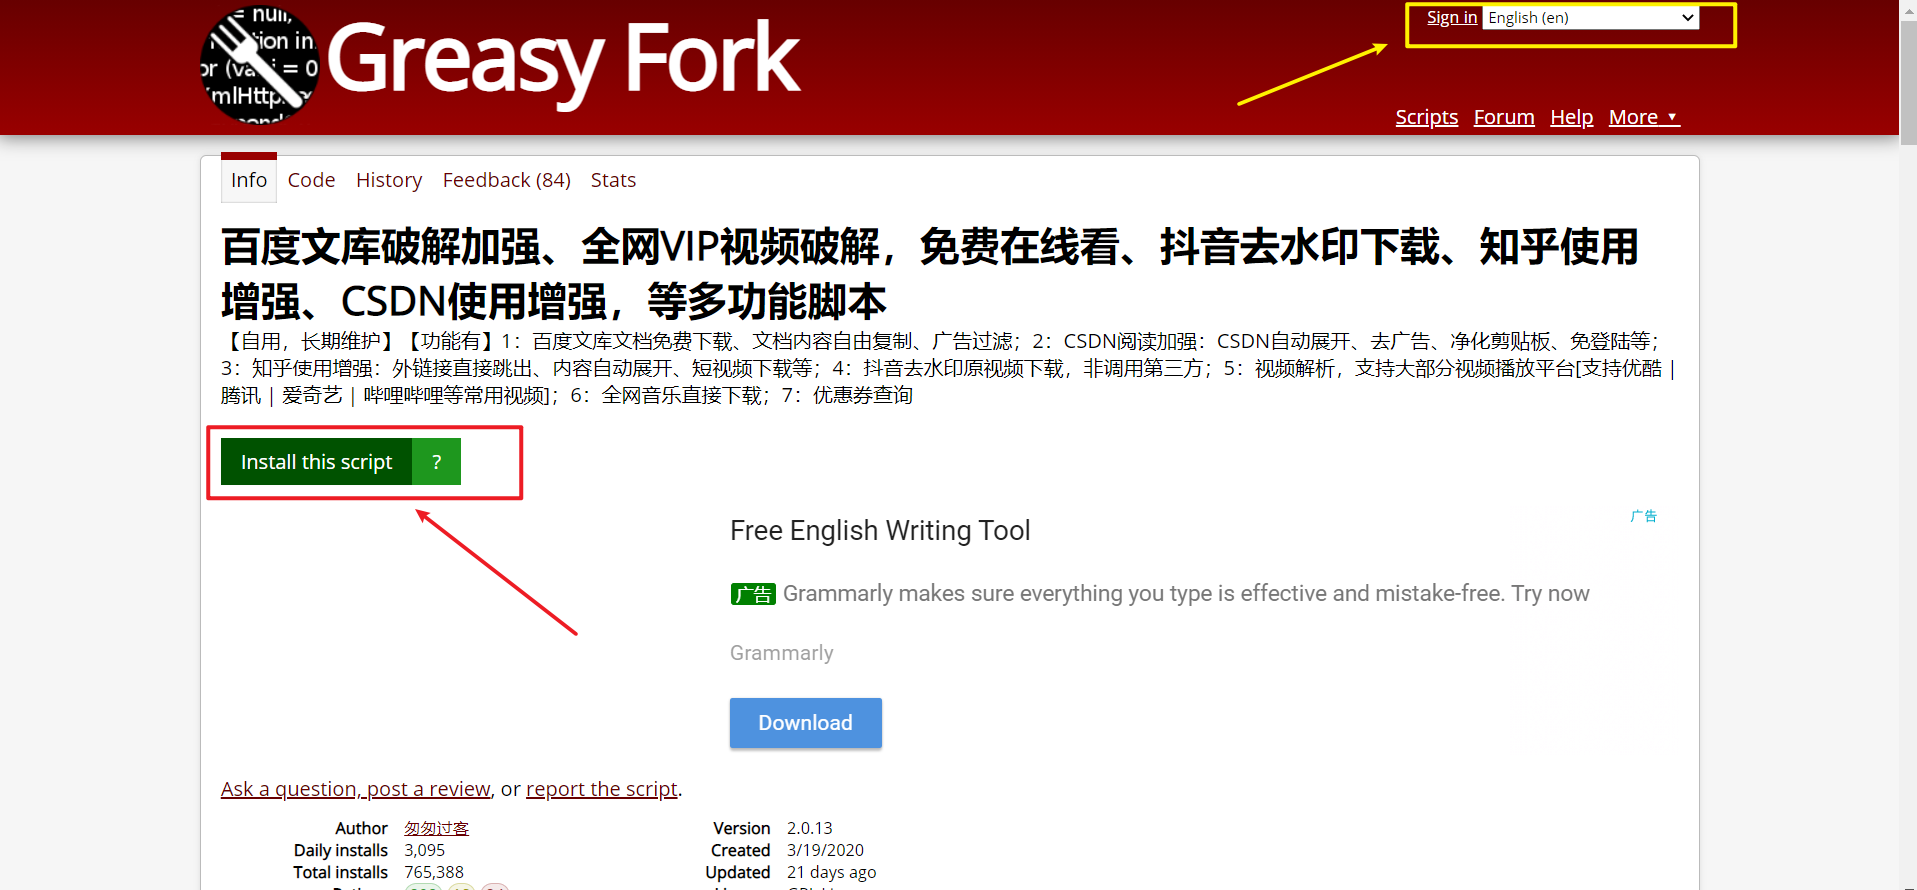 = null,
tion in
or (va i = 0
XmlHttp
Greasy Fork
Sign in English (en)
Scripts Forum Help More ▼
Info Code History Feedback (84) Stats
百度文库破解加强、全网VIP视频破解，免费在线看、抖音去水印下载、知乎使用
增强、CSDN使用增强，等多功能脚本
【自用，长期维护】【功能有】1：百度文库文档免费下载、文档内容自由复制、广告过滤；2：CSDN阅读加强：CSDN自动展开、去广告、净化剪贴板、免登陆等；
3：知乎使用增强：外链接直接跳出、内容自动展开、短视频下载等；4：抖音去水印原视频下载，非调用第三方；5：视频解析，支持大部分视频播放平台[支持优酷 |
腾讯 | 爱奇艺 | 哔哩哔哩等常用视频]；6：全网音乐直接下载；7：优惠券查询
Install this script ?
广告
Free English Writing Tool
广告 Grammarly makes sure everything you type is effective and mistake-free. Try now
Grammarly
Download
Ask a question, post a review, or report the script.
Author 匆匆过客 Version 2.0.13
Daily installs 3,095 Created 3/19/2020
Total installs 765,388 Updated 21 days ago